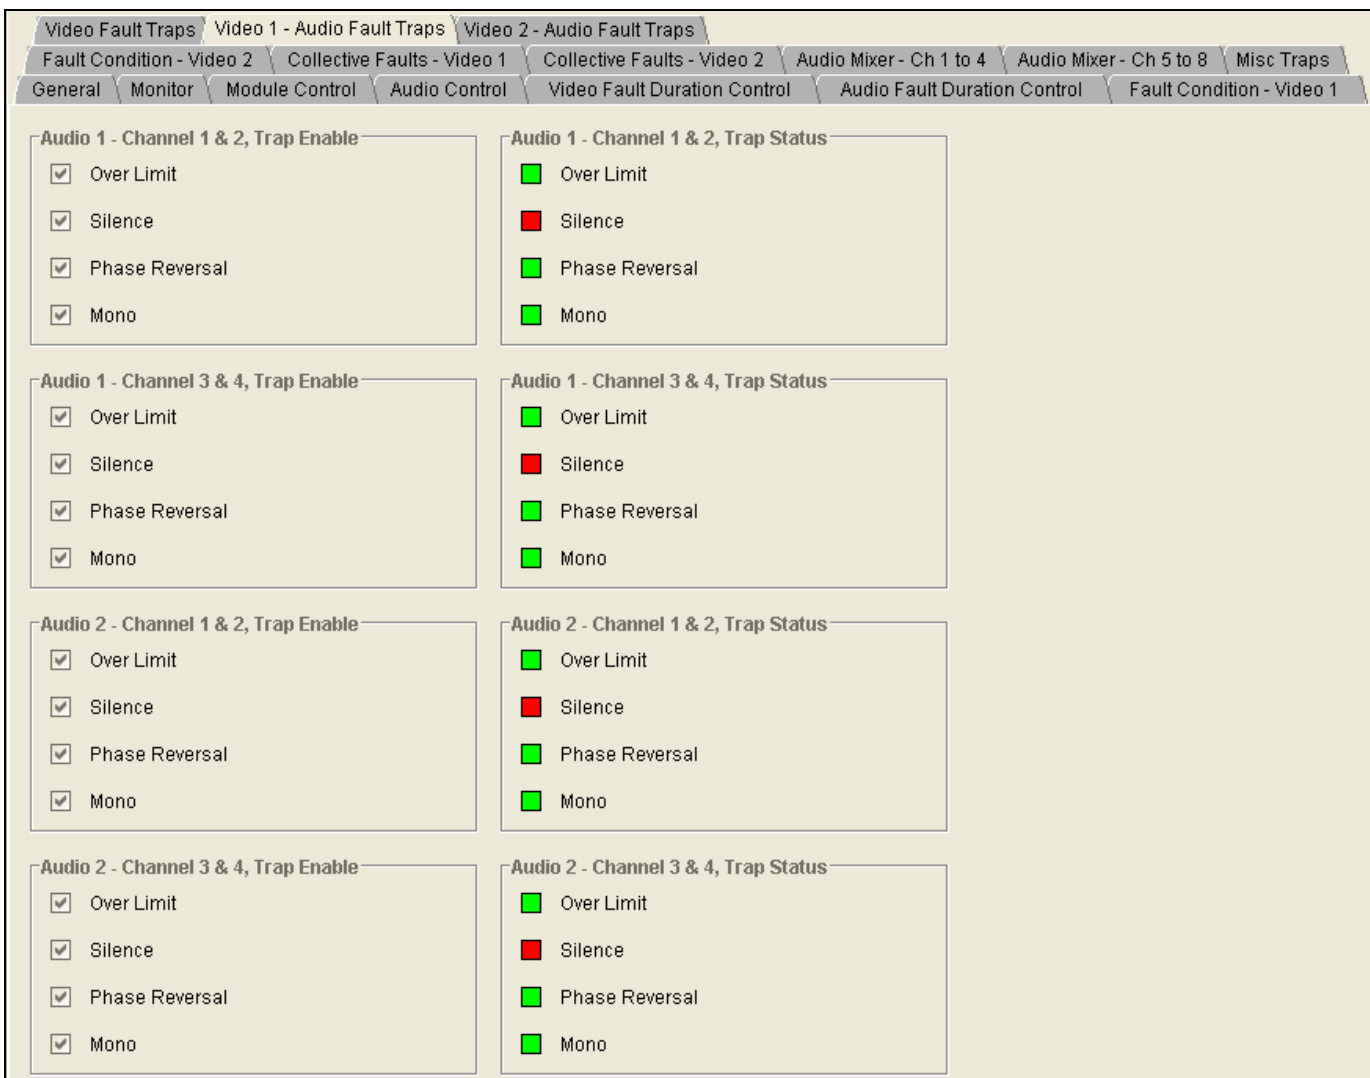 Video Fault Traps Video 1 - Audio Fault Traps Video 2 - Audio Fault Traps
Fault Condition - Video 2 Collective Faults - Video 1 Collective Faults - Video 2 Audio Mixer - Ch 1 to 4 Audio Mixer - Ch 5 to 8 Misc Traps
General Monitor Module Control Audio Control Video Fault Duration Control Audio Fault Duration Control Fault Condition - Video 1
Audio 1 - Channel 1 & 2, Trap Enable
Over Limit
Silence
Phase Reversal
Mono
Audio 1 - Channel 1 & 2, Trap Status
Over Limit
Silence
Phase Reversal
Mono
Audio 1 - Channel 3 & 4, Trap Enable
Over Limit
Silence
Phase Reversal
Mono
Audio 1 - Channel 3 & 4, Trap Status
Over Limit
Silence
Phase Reversal
Mono
Audio 2 - Channel 1 & 2, Trap Enable
Over Limit
Silence
Phase Reversal
Mono
Audio 2 - Channel 1 & 2, Trap Status
Over Limit
Silence
Phase Reversal
Mono
Audio 2 - Channel 3 & 4, Trap Enable
Over Limit
Silence
Phase Reversal
Mono
Audio 2 - Channel 3 & 4, Trap Status
Over Limit
Silence
Phase Reversal
Mono